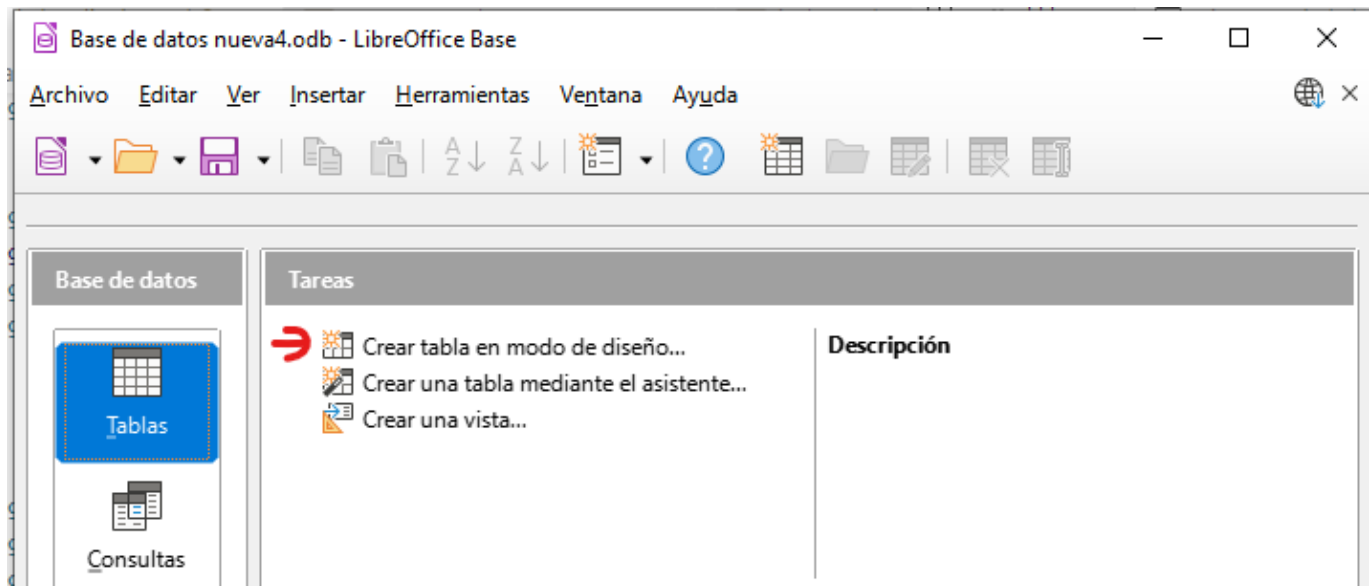 Base de datos nueva4.odb - LibreOffice Base
Archivo Editar Ver Insertar Herramientas Ventana Ayuda
Base de datos
Tareas
Crear tabla en modo de diseño...
Crear una tabla mediante el asistente...
Crear una vista...
Descripción
Tablas
Consultas